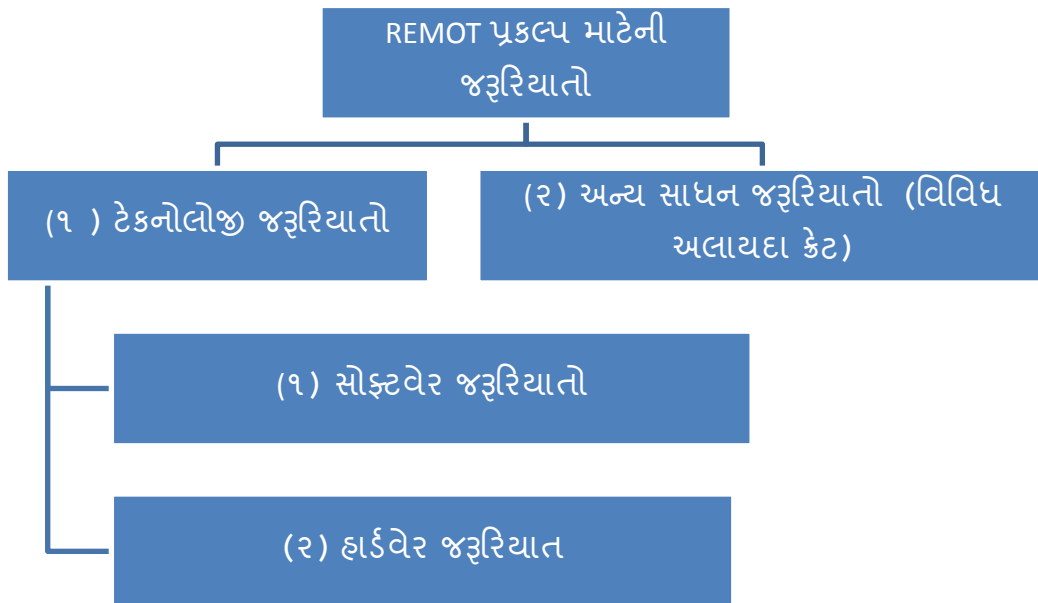 REMOT પ્રકલ્પ માટેની
જરૂરિયાતો
(૧ ) ટેકનોલોજી જરૂરિયાતો
(૨) અન્ય સાધન જરૂરિયાતો (વિવિધ
અલાયદા ક્રેટ)
(૧) સોફ્ટવેર જરૂરિયાતો
(૨) હાર્ડવેર જરૂરિયાત